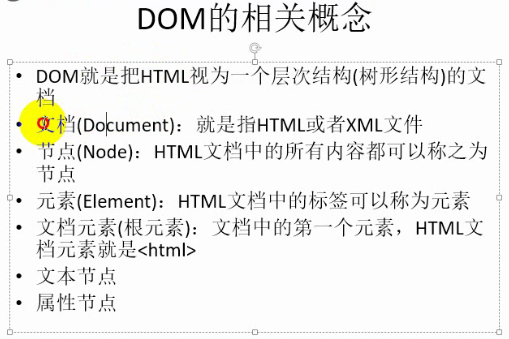 DOM的相关概念
• DOM就是把HTML视为一个层次结构(树形结构)的文
档
• 文档(Document)：就是指HTML或者XML文件
• 节点(Node)：HTML文档中的所有内容都可以称之为
节点
• 元素(Element)：HTML文档中的标签可以称为元素
• 文档元素(根元素)：文档中的第一个元素，HTML文
档元素就是<html>
• 文本节点
• 属性节点